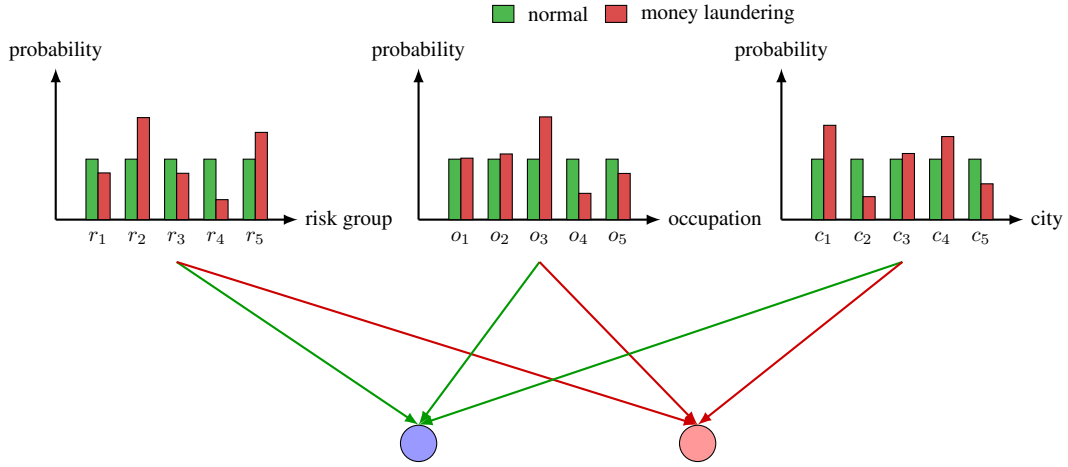 normal money laundering
probability probability probability
risk group occupation city
r₁ r₂ r₃ r₄ r₅ o₁ o₂ o₃ o₄ o₅ c₁ c₂ c₃ c₄ c₅